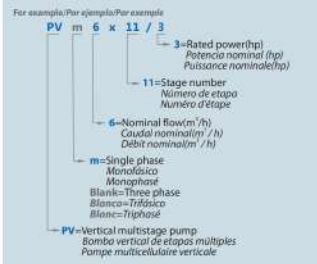 For example/Por ejemplo/Par exemple
PV m 6 x 11 / 3
3=Rated power(hp)
Potencia nominal (hp)
Puissance nominale(hp)
11=Stage number
Número de etapa
Numéro d'étape
6=Nominal flow(m³/h)
Caudal nominal(m³/h)
Débit nominal(m³/h)
m=Single phase
Monofásico
Monophasé
Blank=Three phase
Blanco=Trifásico
Blanc=Triphasé
PV=Vertical multistage pump
Bomba vertical de etapas múltiples
Pompe multicellulaire verticale